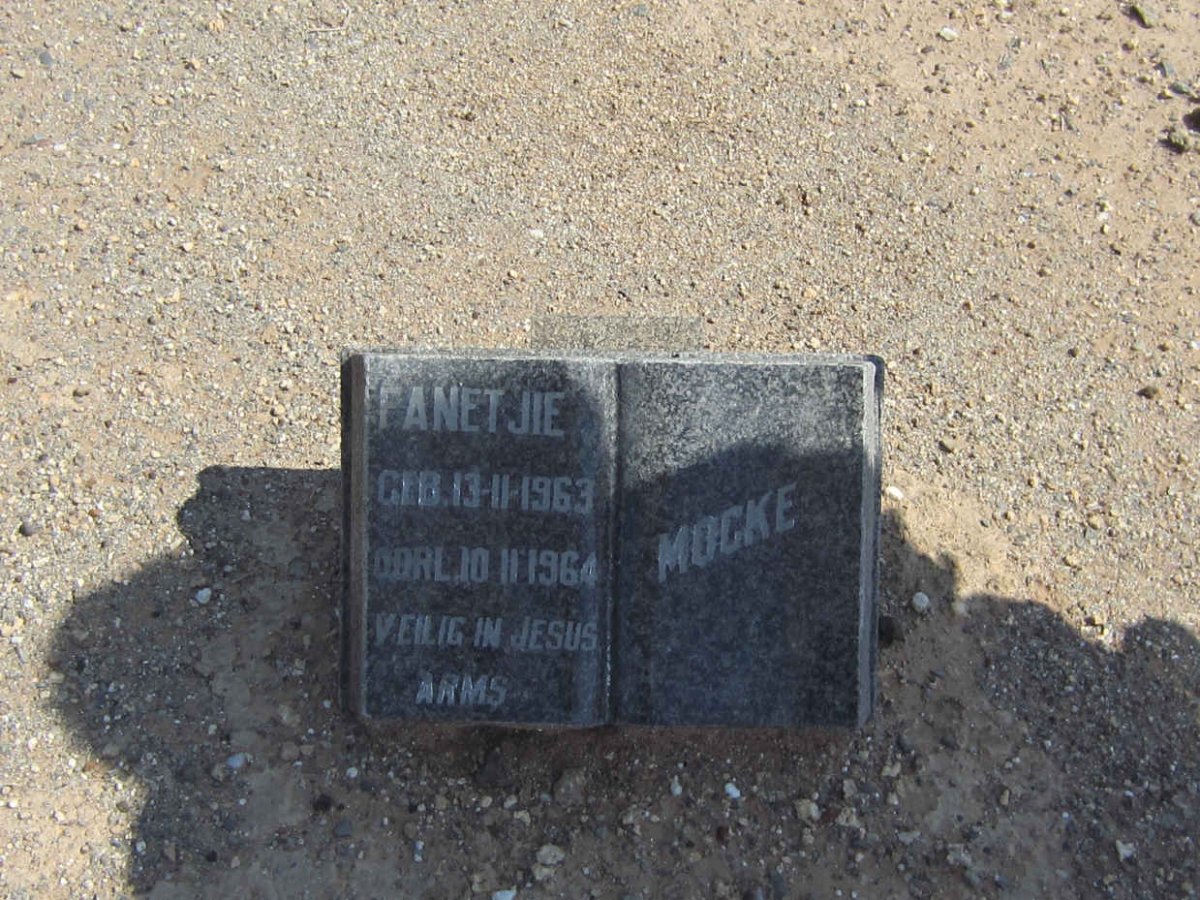 FANETJIE
GEB. 13-11-1963
OORL. 10 11 1964
VEILIG IN JESUS
ARMS
MOCKE